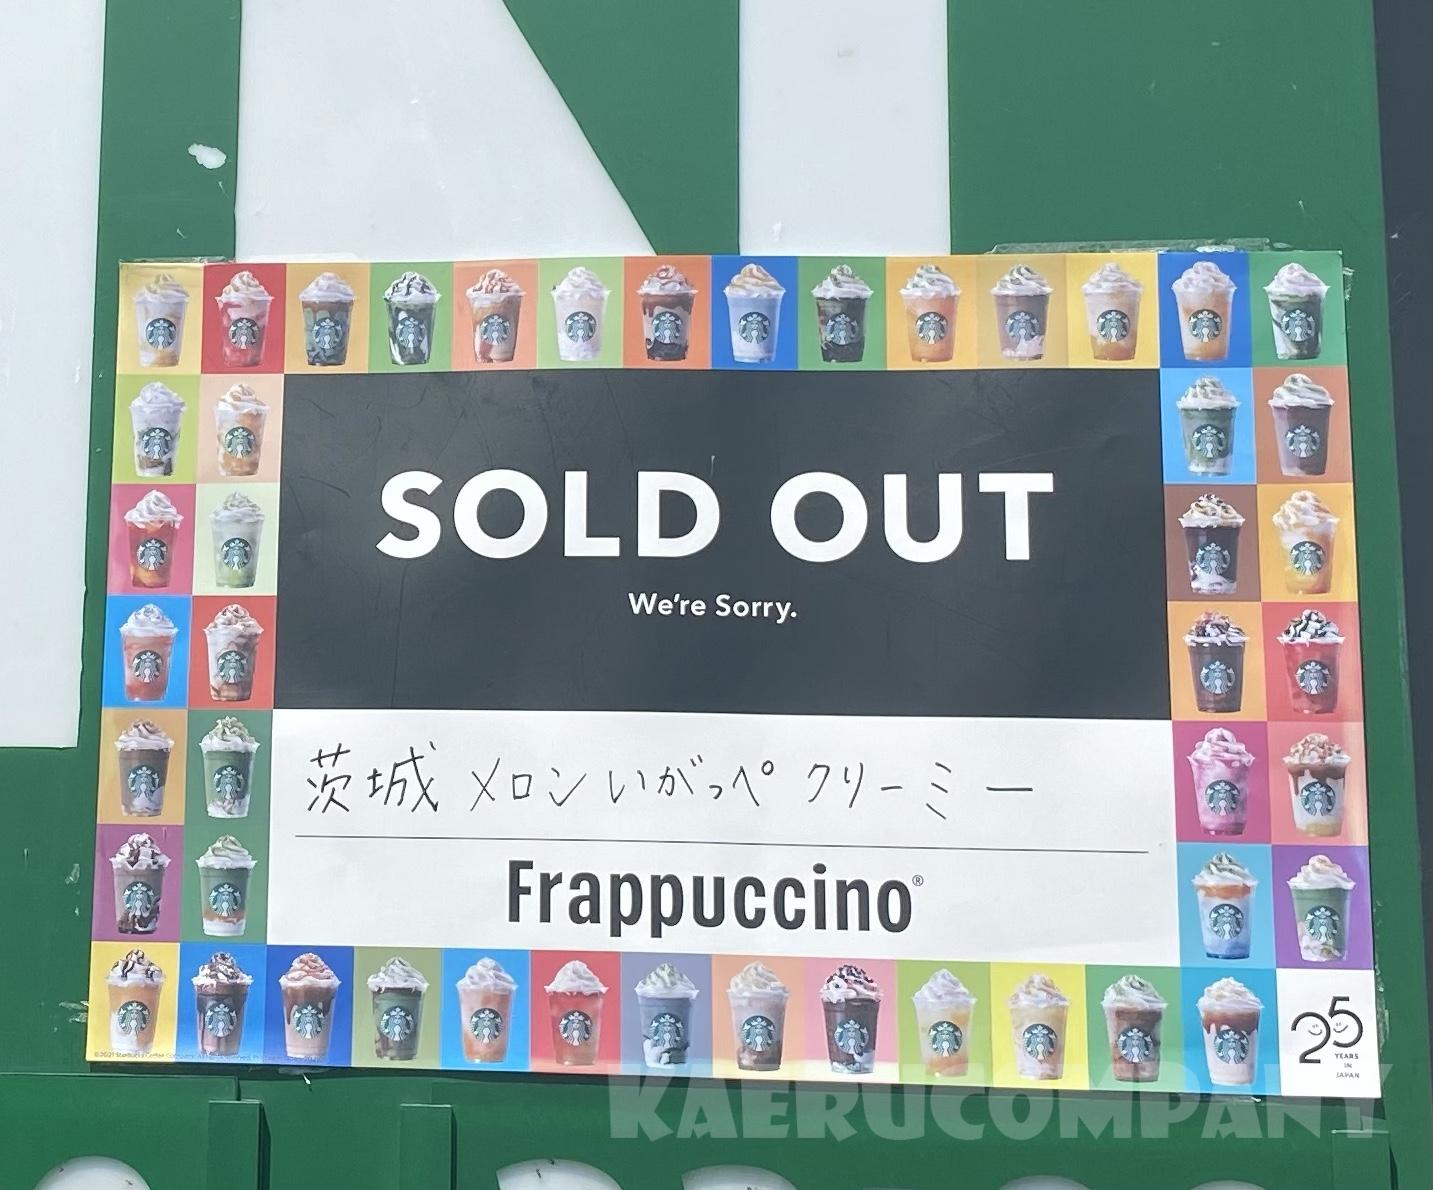 SOLD OUT
We're Sorry.
茨城 メロンいがっぺ クリーミー
Frappuccino®
25
YEARS
IN
JAPAN
KAERUCOMPANY